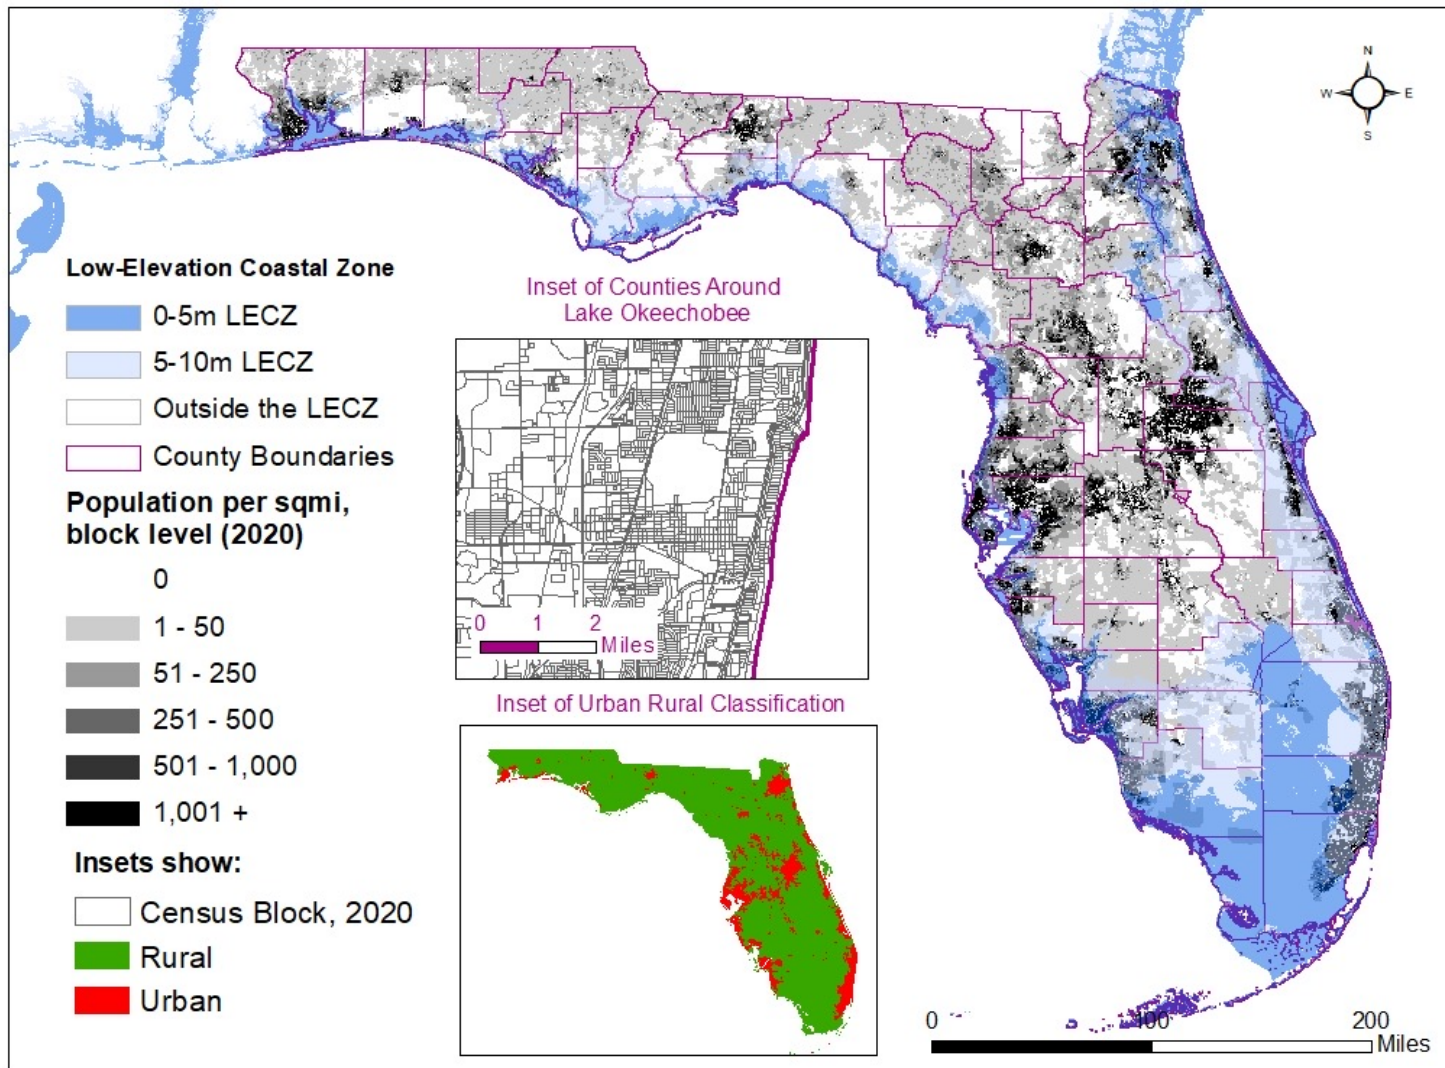 N
W E
S
Low-Elevation Coastal Zone
0-5m LECZ
5-10m LECZ
Outside the LECZ
County Boundaries
Population per sqmi,
block level (2020)
0
1 - 50
51 - 250
251 - 500
501 - 1,000
1,001 +
Insets show:
Census Block, 2020
Rural
Urban
Inset of Counties Around
Lake Okeechobee
0 1 2
Miles
Inset of Urban Rural Classification
0 100 200
Miles